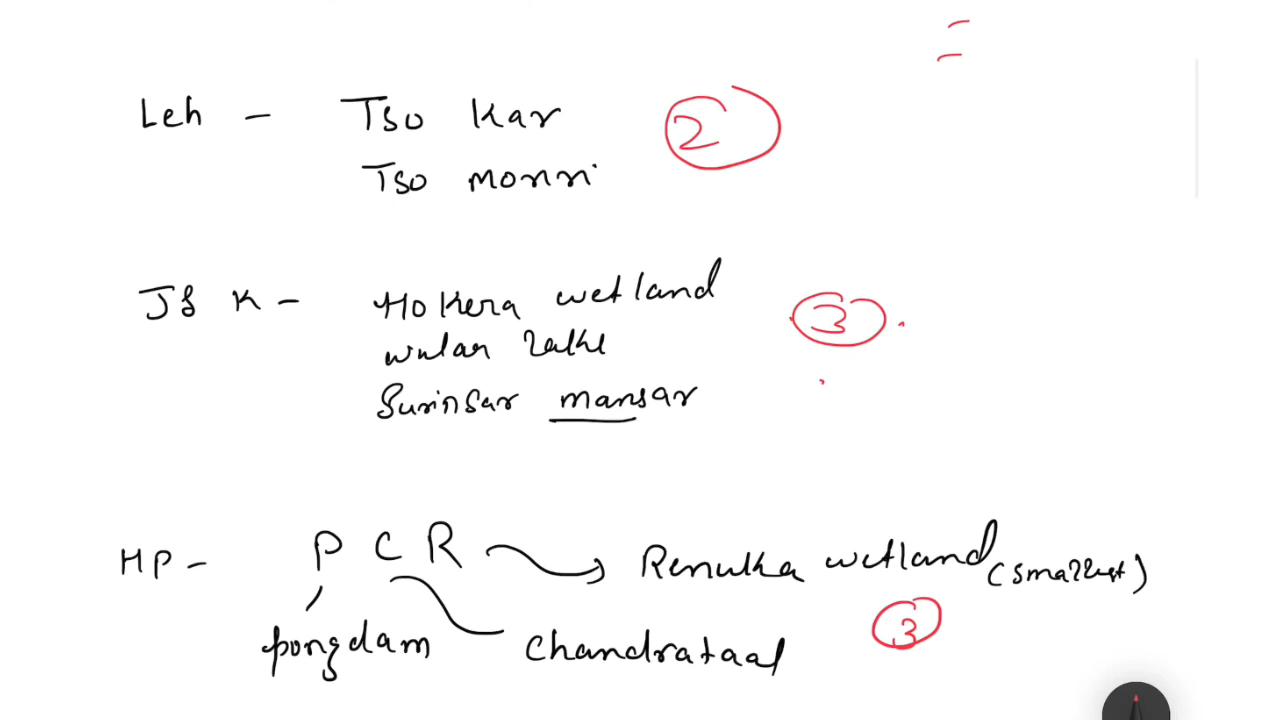 Leh - Tso Kar 2
Tso morri
J&K - Hokera wetland 3
wular lake
Surinsar mansar
HP - P C R Renuka wetland (smallest)
pongdam Chandrataal 3